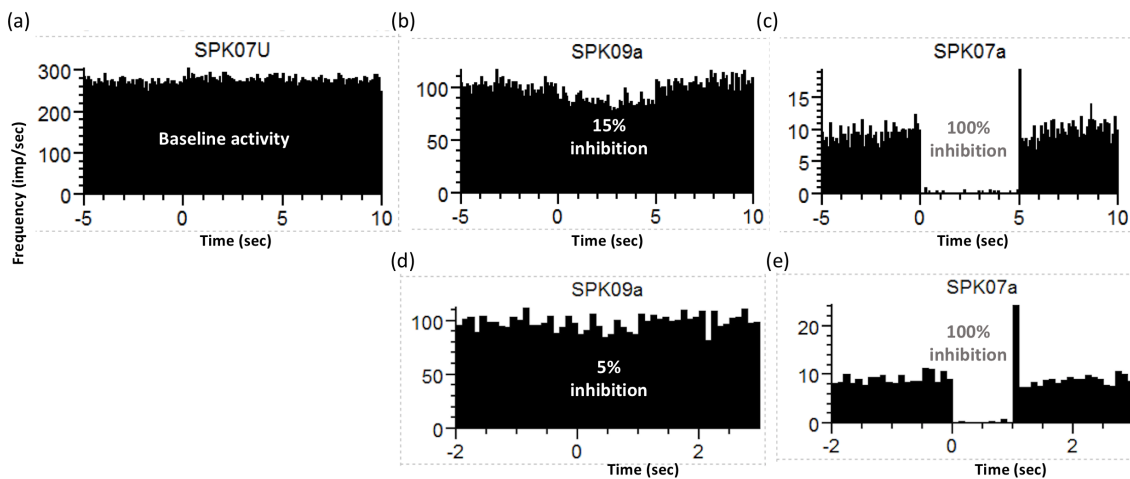 (a)
SPK07U
300
200
100
0
Baseline activity
-5 0 5 10
Time (sec)
Frequency (imp/sec)
(b)
SPK09a
100
50
0
15%
inhibition
-5 0 5 10
Time (sec)
(c)
SPK07a
15
10
5
0
100%
inhibition
-5 0 5 10
Time (sec)
(d)
SPK09a
100
50
0
5%
inhibition
-2 0 2
Time (sec)
(e)
SPK07a
20
10
0
100%
inhibition
-2 0 2
Time (sec)